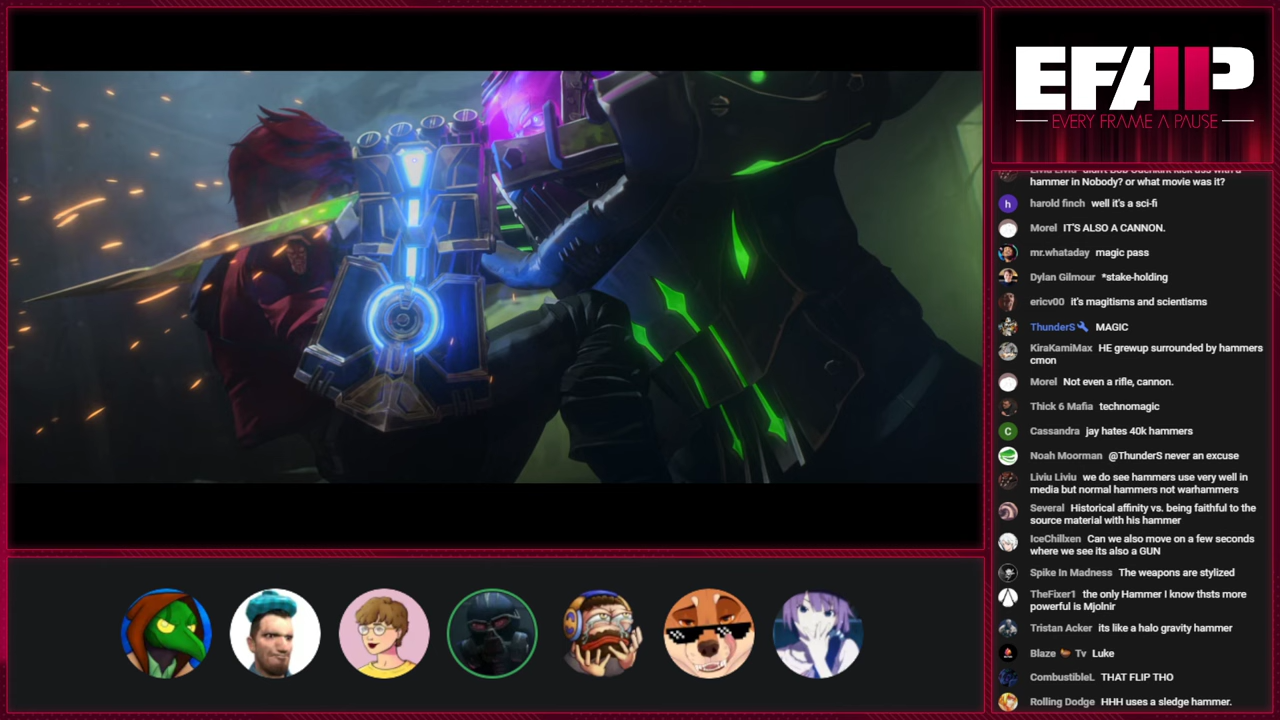 EFAP
EVERY FRAME A PAUSE
hammer in Nobody? or what movie was it?
harold finch well it's a sci-fi
Morel IT'S ALSO A CANNON.
mr.whataday magic pass
Dylan Gilmour *stake-holding
ericv00 it's magitisms and scientisms
ThunderS MAGIC
KiraKamiMax HE grewup surrounded by hammers
cmon
Morel Not even a rifle, cannon.
Thick 6 Mafia technomagic
Cassandra jay hates 40k hammers
Noah Moorman @ThunderS never an excuse
Liviu Liviu we do see hammers use very well in
media but normal hammers not warhammers
Several Historical affinity vs. being faithful to the
source material with his hammer
IceChillxen Can we also move on a few seconds
where we see its also a GUN
Spike In Madness The weapons are stylized
TheFixer1 the only Hammer I know thsts more
powerful is Mjolnir
Tristan Acker its like a halo gravity hammer
Blaze Tv Luke
CombustibleL THAT FLIP THO
Rolling Dodge HHH uses a sledge hammer.